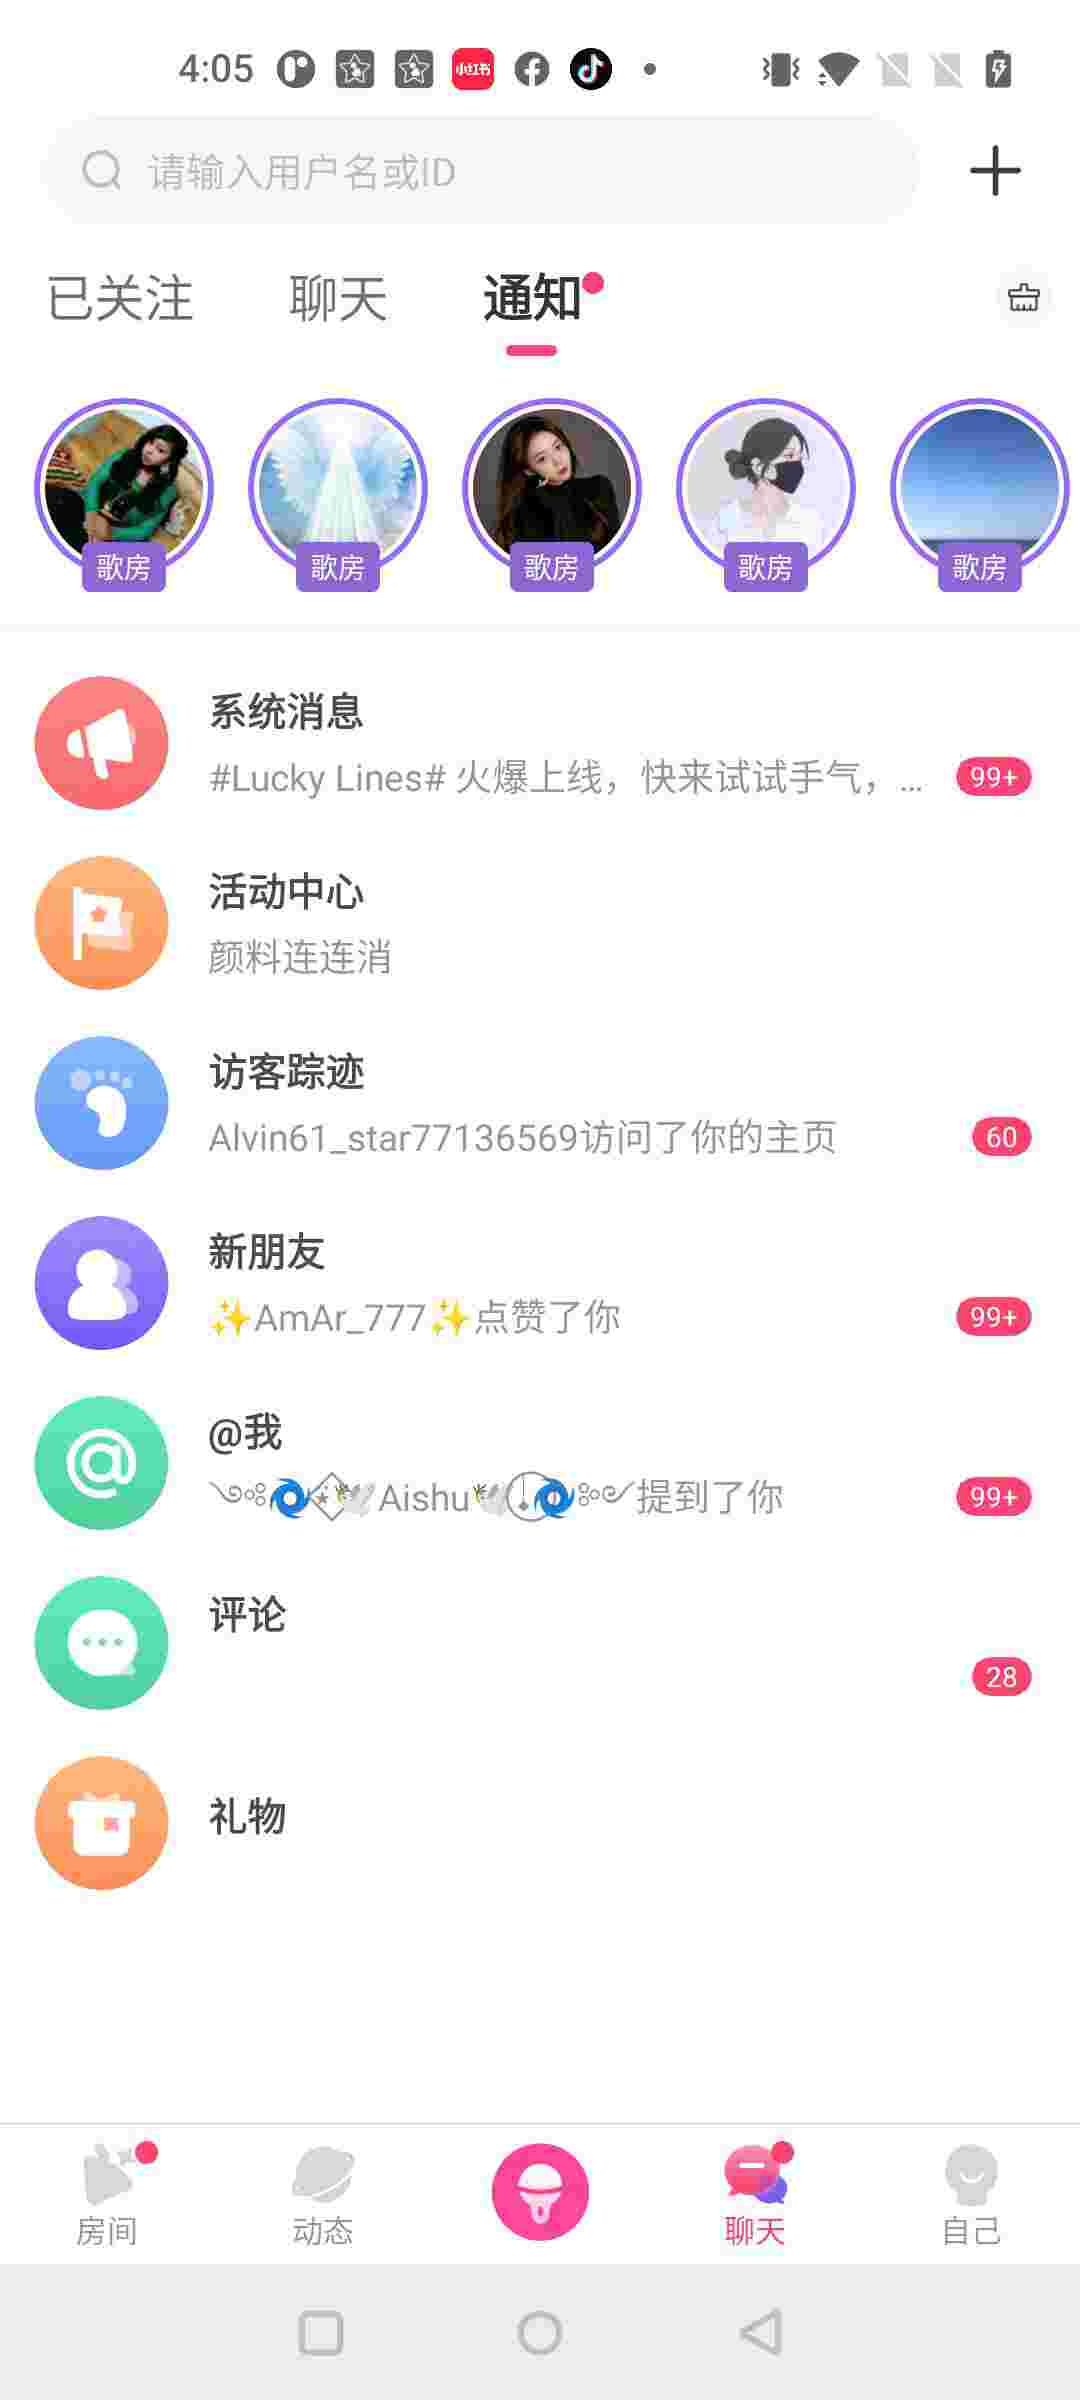 4:05
小红书
请输入用户名或ID
已关注
聊天
通知
歌房
歌房
歌房
歌房
歌房
系统消息
#Lucky Lines# 火爆上线，快来试试手气，...
99+
活动中心
颜料连连消
访客踪迹
Alvin61_star77136569访问了你的主页
60
新朋友
✨AmAr_777✨点赞了你
99+
@我
Aishu提到了你
99+
评论
28
礼物
房间
动态
聊天
自己